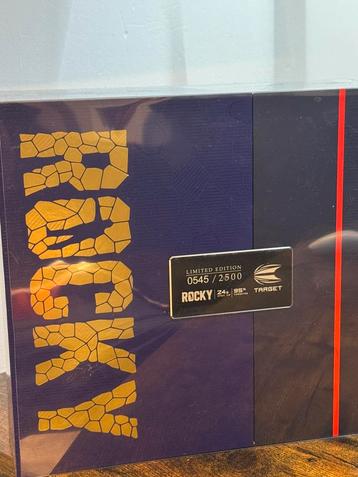 ROCKY
LIMITED EDITION
0545 / 2500
ROCKY 24g 95%
TARGET